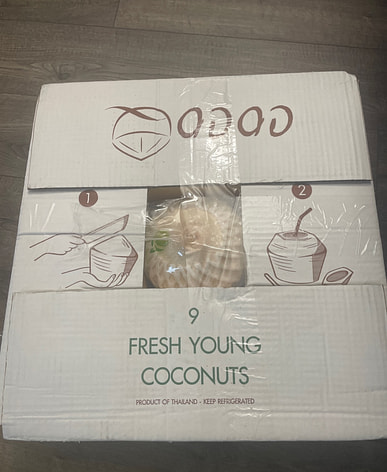 1
2
9
FRESH YOUNG
COCONUTS
PRODUCT OF THAILAND - KEEP REFRIGERATED